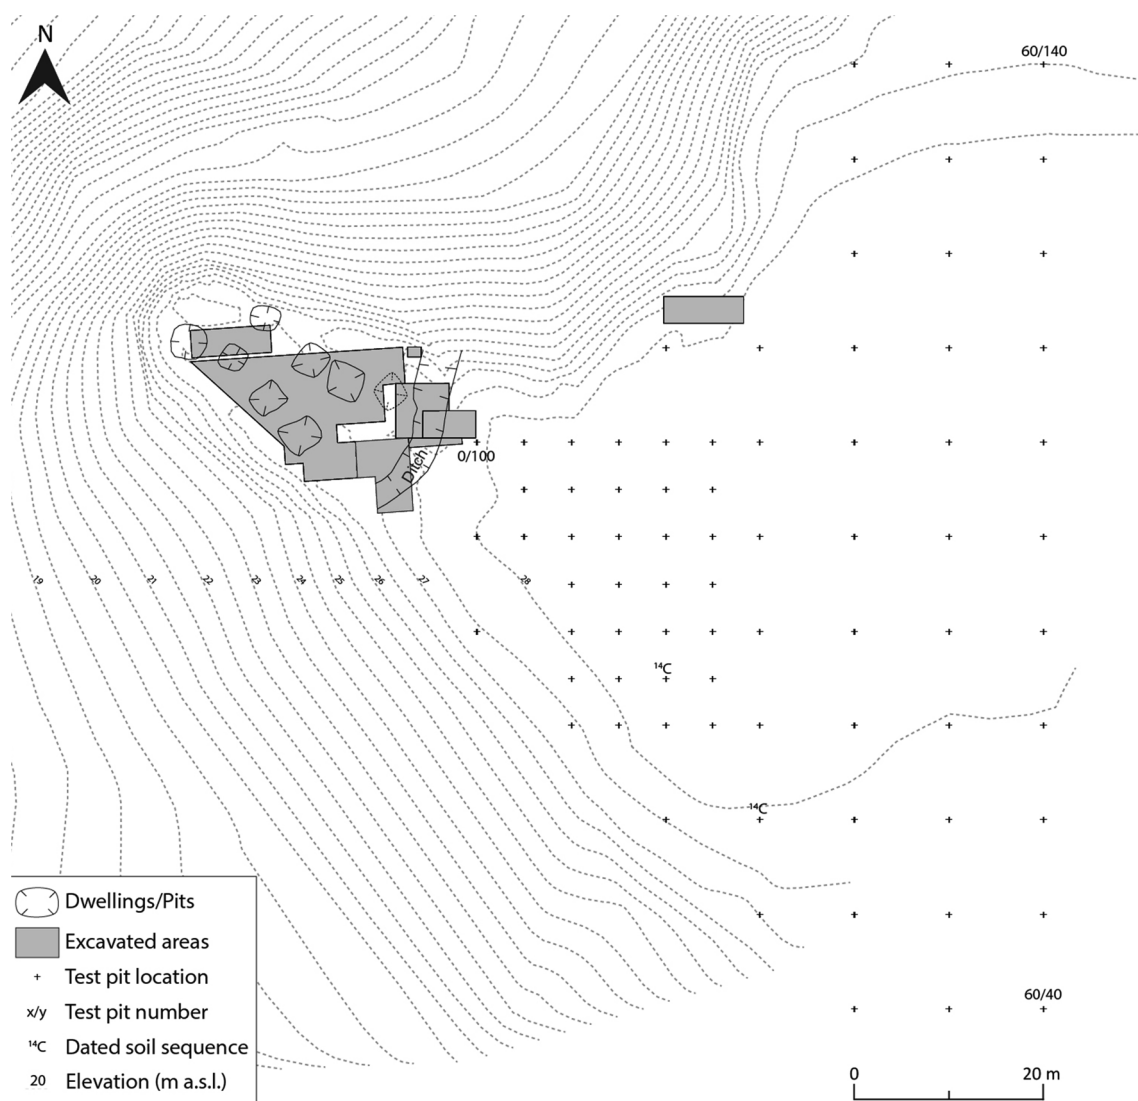 N
60/140
Ditch
0/100
19
20
21
22
23
24
25
26
27
28
¹⁴C
¹⁴C
60/40
Dwellings/Pits
Excavated areas
Test pit location
x/y Test pit number
¹⁴C Dated soil sequence
20 Elevation (m a.s.l.)
0 20 m